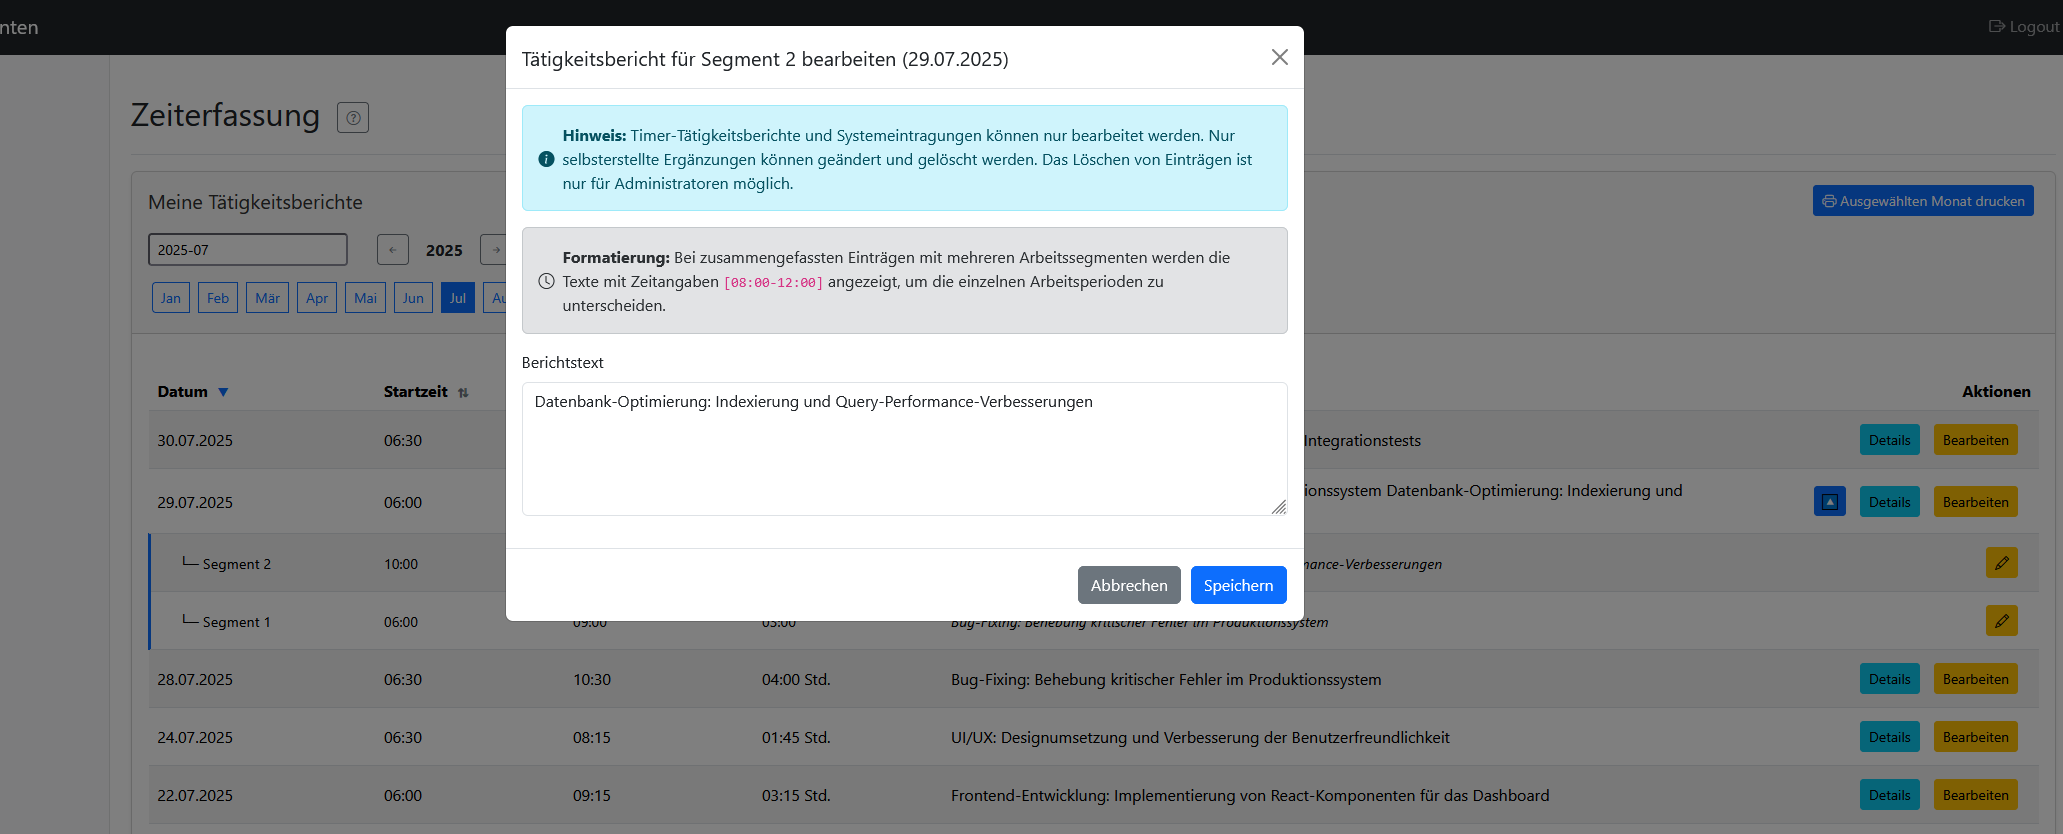 nten
Logout
Tätigkeitsbericht für Segment 2 bearbeiten (29.07.2025)
Hinweis: Timer-Tätigkeitsberichte und Systemeintragungen können nur bearbeitet werden. Nur
selbsterstellte Ergänzungen können geändert und gelöscht werden. Das Löschen von Einträgen ist
nur für Administratoren möglich.
Formatierung: Bei zusammengefassten Einträgen mit mehreren Arbeitssegmenten werden die
Texte mit Zeitangaben [08:00-12:00] angezeigt, um die einzelnen Arbeitsperioden zu
unterscheiden.
Berichtstext
Datenbank-Optimierung: Indexierung und Query-Performance-Verbesserungen
Abbrechen Speichern
Zeiterfassung
Meine Tätigkeitsberichte
Ausgewählten Monat drucken
2025-07 2025
Jan Feb Mär Apr Mai Jun Jul Au
Datum Startzeit Aktionen
30.07.2025 06:30 Integrationstests Details Bearbeiten
29.07.2025 06:00 ionssystem Datenbank-Optimierung: Indexierung und Details Bearbeiten
Segment 2 10:00 mance-Verbesserungen
Segment 1 06:00 09:00 03:00 Bug-Fixing: Behebung kritischer Fehler im Produktionssystem
28.07.2025 06:30 10:30 04:00 Std. Bug-Fixing: Behebung kritischer Fehler im Produktionssystem Details Bearbeiten
24.07.2025 06:30 08:15 01:45 Std. UI/UX: Designumsetzung und Verbesserung der Benutzerfreundlichkeit Details Bearbeiten
22.07.2025 06:00 09:15 03:15 Std. Frontend-Entwicklung: Implementierung von React-Komponenten für das Dashboard Details Bearbeiten